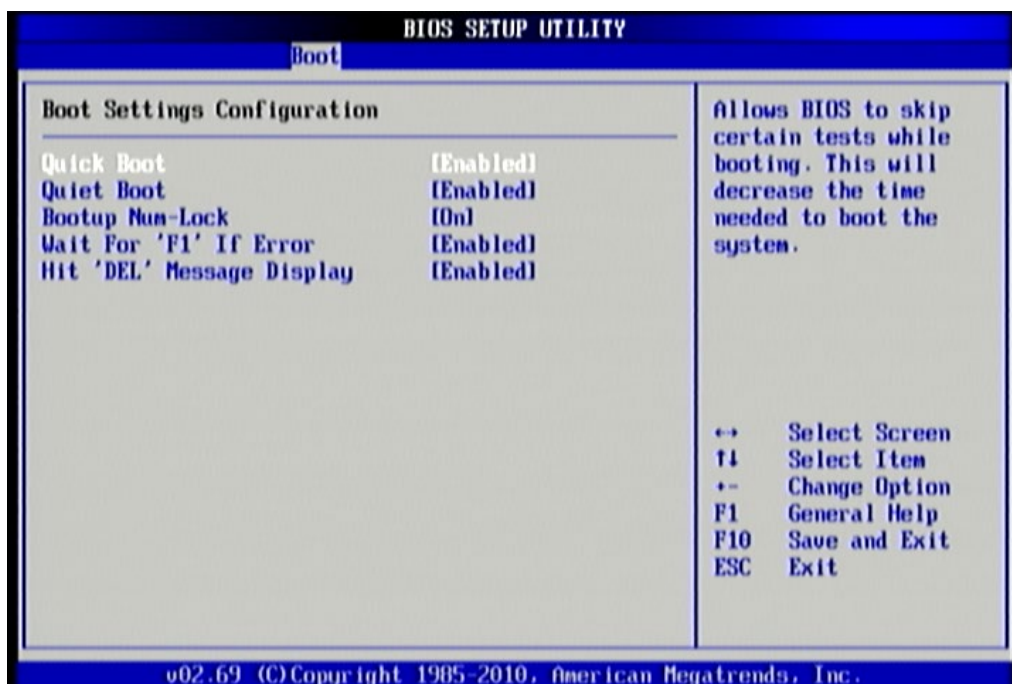 BIOS SETUP UTILITY
Boot
Boot Settings Configuration
Quick Boot [Enabled]
Quiet Boot [Enabled]
Bootup Num-Lock [On]
Wait For 'F1' If Error [Enabled]
Hit 'DEL' Message Display [Enabled]
Allows BIOS to skip
certain tests while
booting. This will
decrease the time
needed to boot the
system.
↔ Select Screen
↑↓ Select Item
+- Change Option
F1 General Help
F10 Save and Exit
ESC Exit
v02.69 (C)Copyright 1985-2010, American Megatrends, Inc.